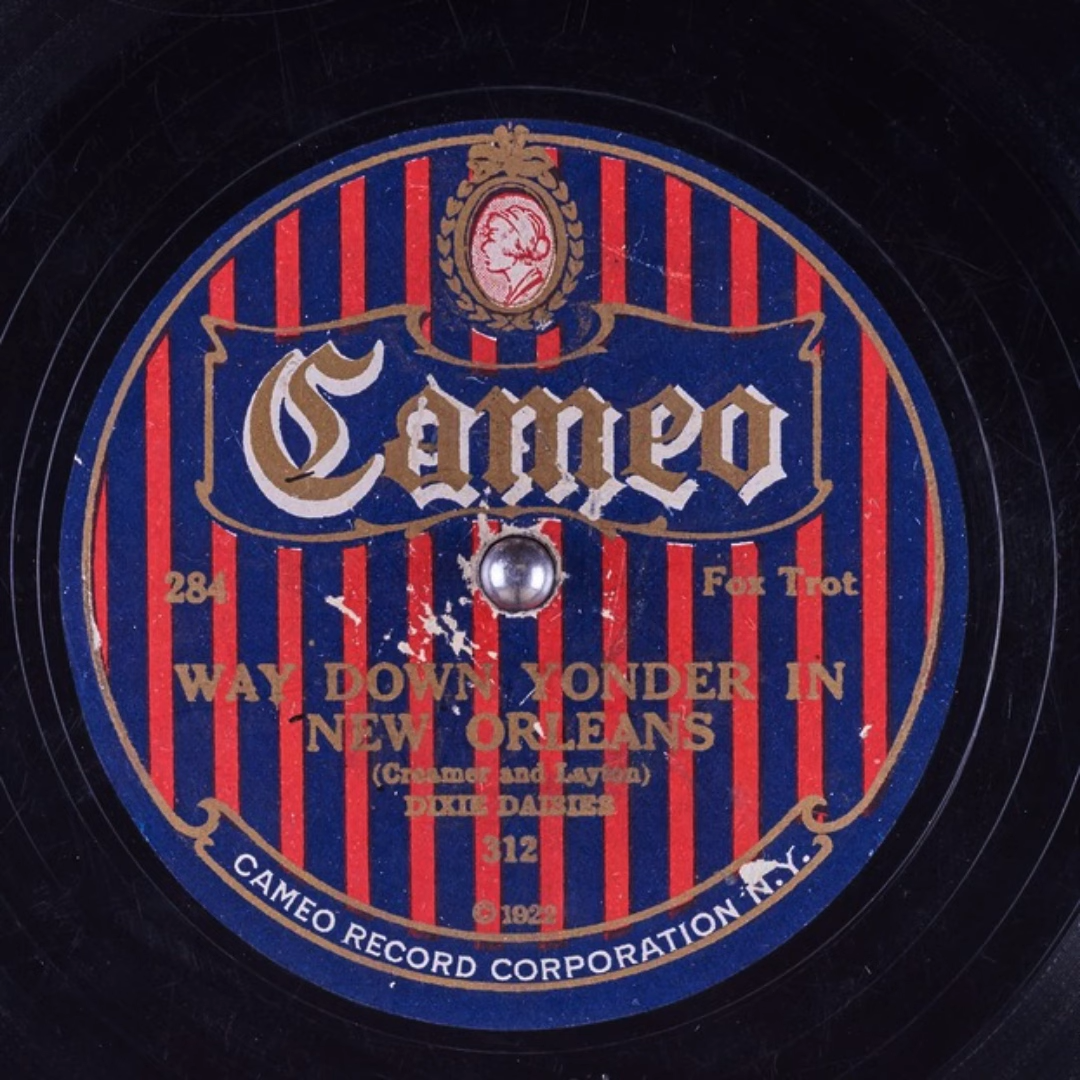 Cameo
284 Fox Trot
WAY DOWN YONDER IN
NEW ORLEANS
(Creamer and Layton)
DIXIE DAISIES
312
© 1922
CAMEO RECORD CORPORATION N.Y.